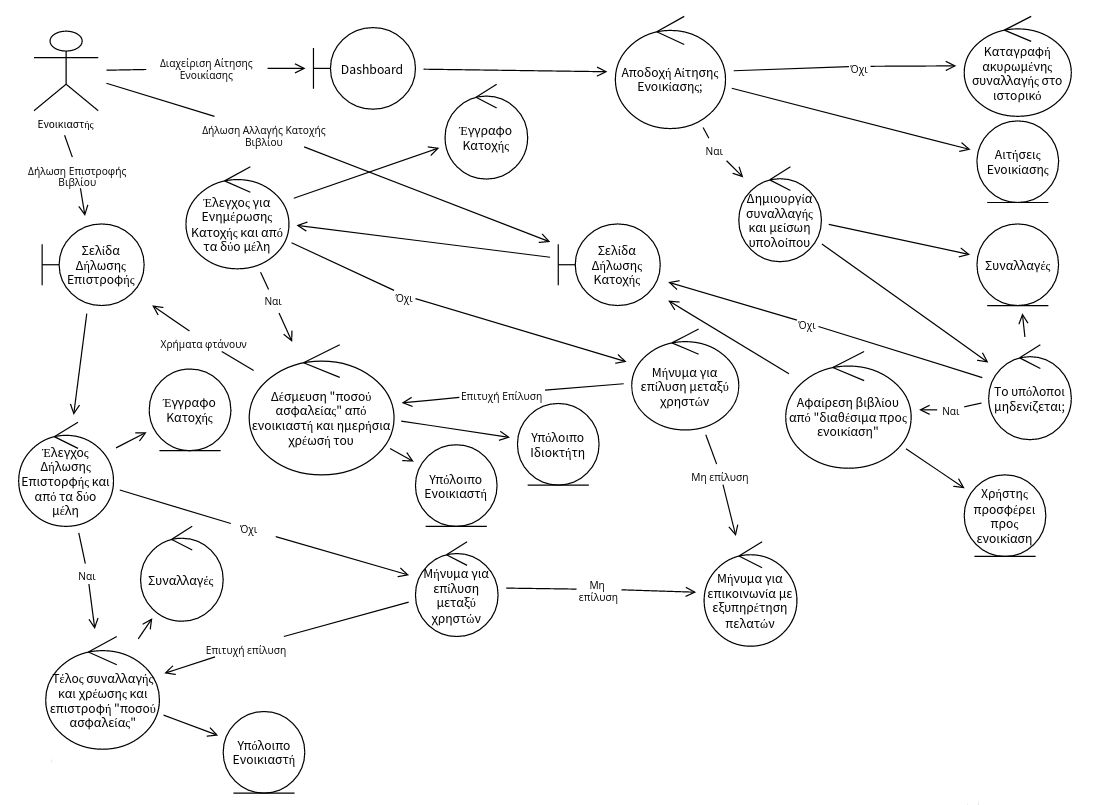 Ενοικιαστής
Διαχείριση Αίτησης
Ενοικίασης
Dashboard
Αποδοχή Αίτησης
Ενοικίασης;
Όχι
Καταγραφή
ακυρωμένης
συναλλαγής στο
ιστορικό
Δήλωση Αλλαγής Κατοχής
Βιβλίου
Έγγραφο
Κατοχής
Ναι
Αιτήσεις
Ενοικίασης
Δήλωση Επιστροφής
Βιβλίου
Έλεγχος για
Ενημέρωσης
Κατοχής και από
τα δύο μέλη
Δημιουργία
συναλλαγής
και μείσωη
υπολοίπου
Σελίδα
Δήλωσης
Επιστροφής
Σελίδα
Δήλωσης
Κατοχής
Συναλλαγές
Ναι
Όχι
Όχι
Χρήματα φτάνουν
Μήνυμα για
επίλυση μεταξύ
χρηστών
Έγγραφο
Κατοχής
Δέσμευση "ποσού
ασφαλείας" από
ενοικιαστή και ημερήσια
χρέωσή του
Επιτυχή Επίλυση
Αφαίρεση βιβλίου
από "διαθέσιμα προς
ενοικίαση"
Ναι
Το υπόλοποι
μηδενίζεται;
Υπόλοιπο
Ιδιοκτήτη
Έλεγχος
Δήλωσης
Επιστορφής και
από τα δύο
μέλη
Υπόλοιπο
Ενοικιαστή
Μη επίλυση
Χρήστης
προσφέρει
προς
ενοικίαση
Όχι
Ναι
Συναλλαγές
Μήνυμα για
επίλυση
μεταξύ
χρηστών
Μη
επίλυση
Μήνυμα για
επικοινωνία με
εξυπηρέτηση
πελατών
Επιτυχή επίλυση
Τέλος συναλλαγής
και χρέωσης και
επιστροφή "ποσού
ασφαλείας"
Υπόλοιπο
Ενοικιαστή